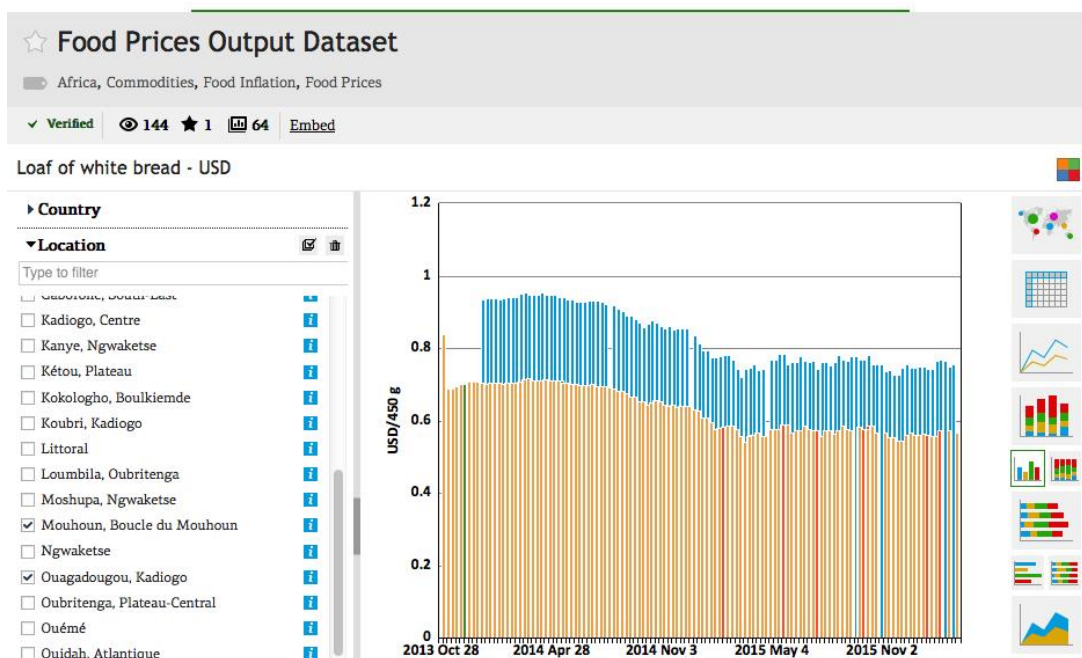 Food Prices Output Dataset
Africa, Commodities, Food Inflation, Food Prices
Verified 144 1 64 Embed
Loaf of white bread - USD
Country
Location
Type to filter
Gaborone, South-East
Kadiogo, Centre
Kanye, Ngwaketse
Kétou, Plateau
Kokologho, Boulkiemde
Koubri, Kadiogo
Littoral
Loumbila, Oubritenga
Moshupa, Ngwaketse
Mouhoun, Boucle du Mouhoun
Ngwaketse
Ouagadougou, Kadiogo
Oubritenga, Plateau-Central
Ouémé
Ouidah, Atlantique
1.2
1
0.8
0.6
0.4
0.2
0
USD/450 g
2013 Oct 28 2014 Apr 28 2014 Nov 3 2015 May 4 2015 Nov 2